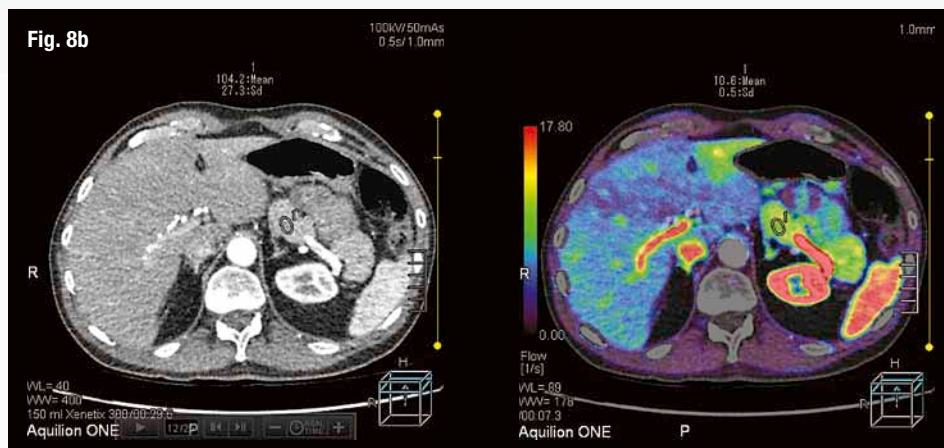 Fig. 8b
100kV/50mAs
0.5s/1.0mm
1
104.2:Mean
27.3:Sd
R
WL= 40
WW= 400
150 ml Xenetix 300/00:29.6
Aquilion ONE
P
H
R
1.0mm
1
10.6:Mean
0.5:Sd
17.80
R
0.00
Flow
[1/s]
WL= 89
WW= 178
/00:07.3
Aquilion ONE
P
H
R